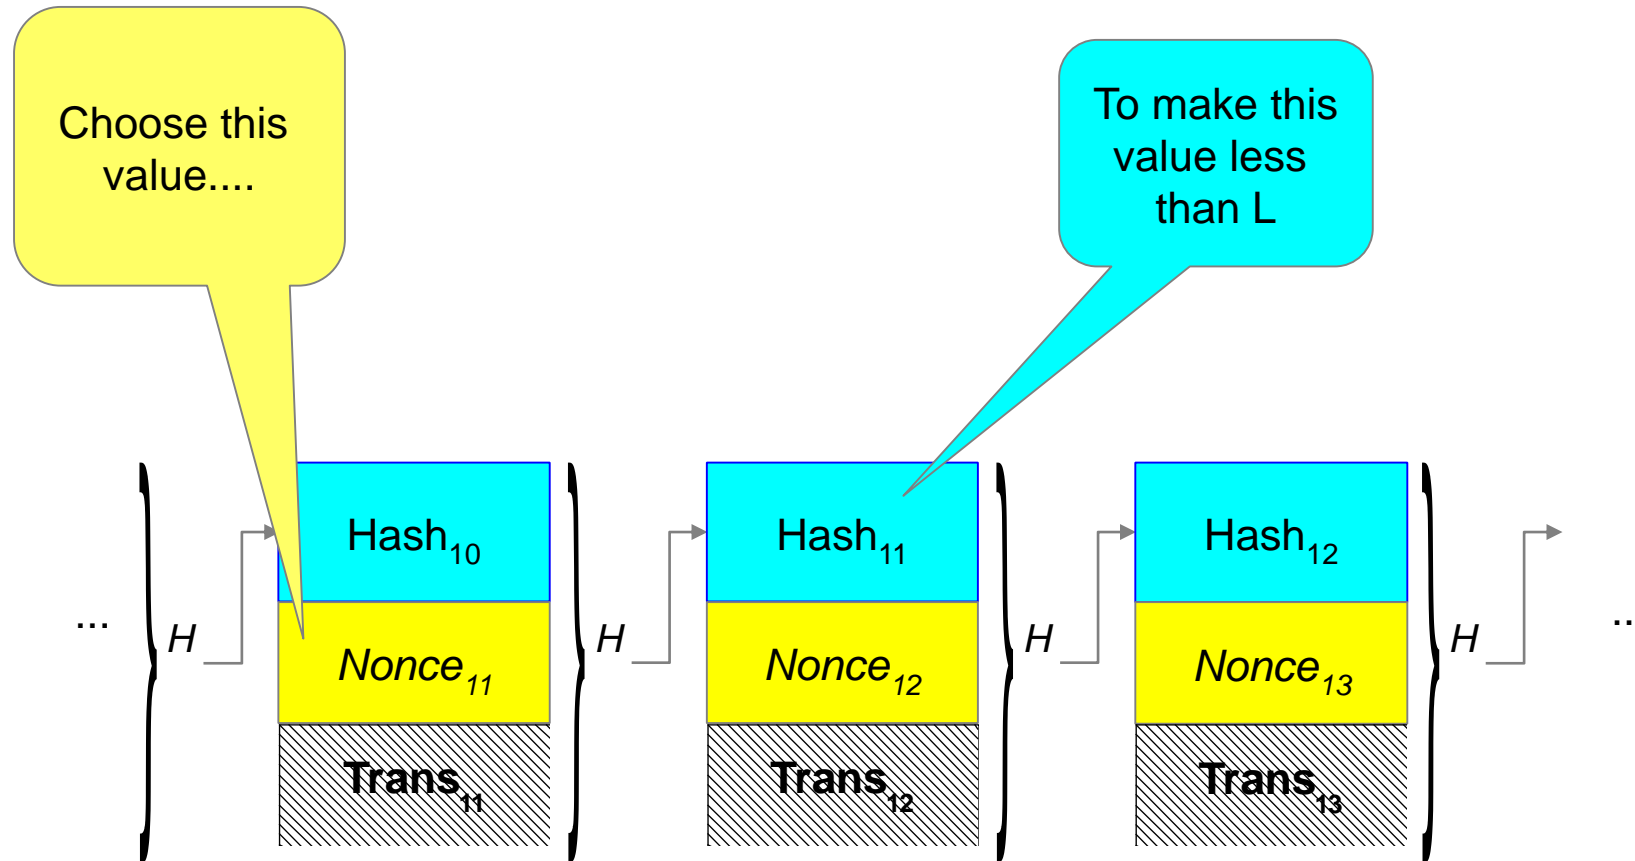 Choose this
value....
To make this
value less
than L
...
H
Hash10
Nonce11
Trans11
H
Hash11
Nonce12
Trans12
H
Hash12
Nonce13
Trans13
H
..